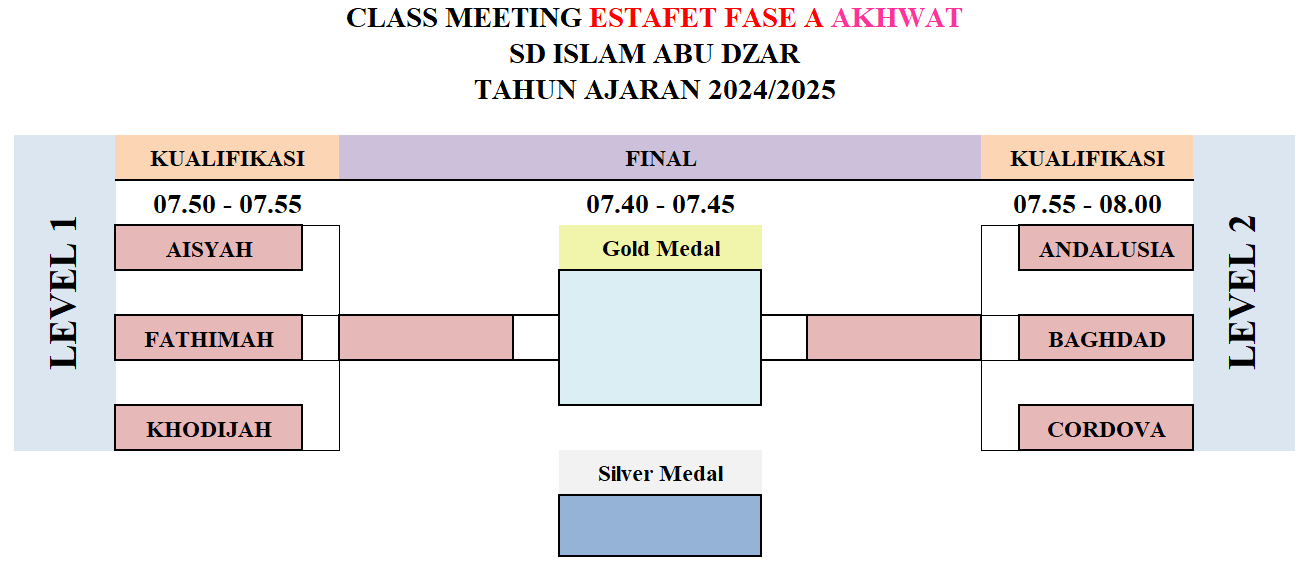 CLASS MEETING ESTAFET FASE A AKHWAT
SD ISLAM ABU DZAR
TAHUN AJARAN 2024/2025
KUALIFIKASI FINAL KUALIFIKASI
07.50 - 07.55 07.40 - 07.45 07.55 - 08.00
LEVEL 1
AISYAH Gold Medal ANDALUSIA
FATHIMAH BAGHDAD
LEVEL 2
KHODIJAH CORDOVA
Silver Medal